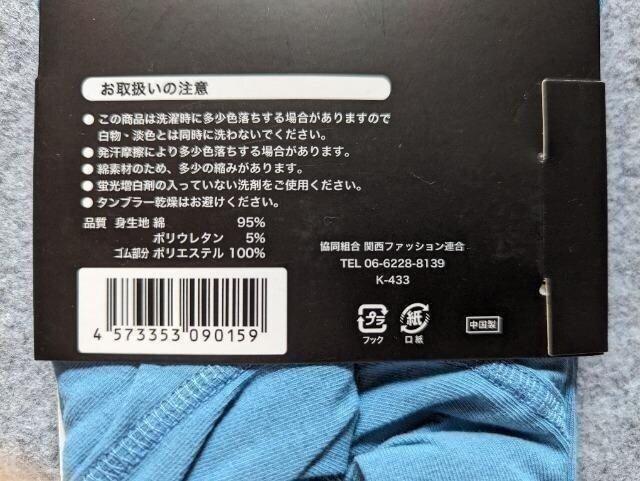 お取扱いの注意
● この商品は洗濯時に多少色落ちする場合がありますので
白物・淡色とは同時に洗わないでください。
● 発汗摩擦により多少色落ちする場合があります。
● 綿素材のため、多少の縮みがあります。
● 蛍光増白剤の入っていない洗剤をご使用ください。
● タンブラー乾燥はお避けください。
品質 身生地 綿 95%
ポリウレタン 5%
ゴム部分 ポリエステル 100%
協同組合 関西ファッション連合
TEL 06-6228-8139
K-433
4 573353 090159
プラ
フック
紙
口紙
中国製